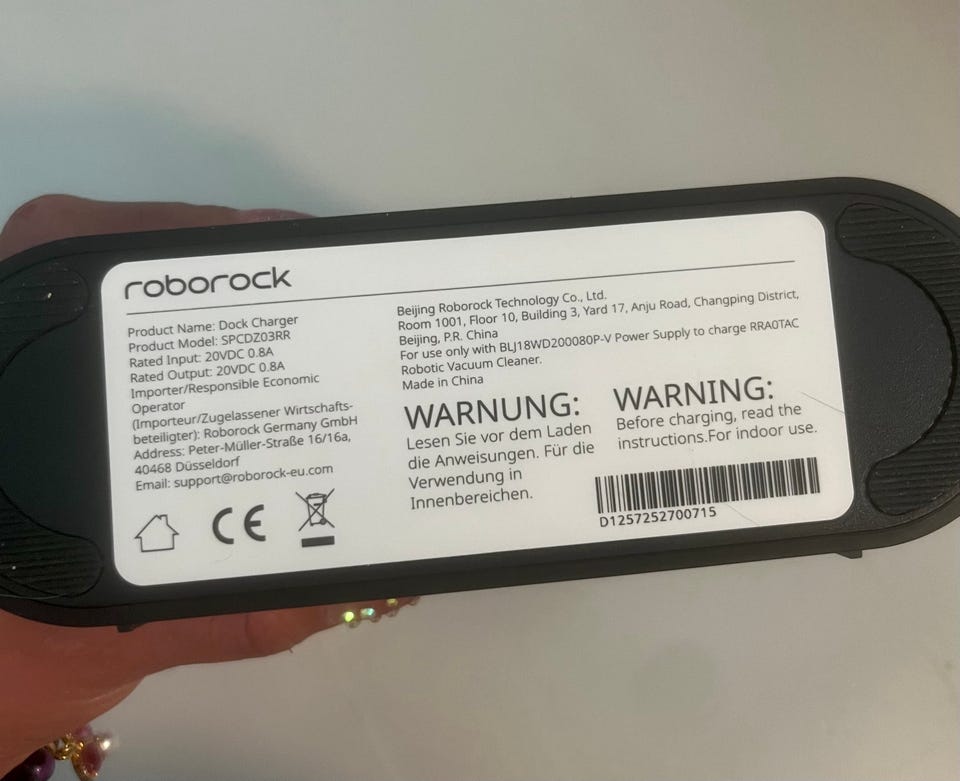 roborock
Product Name: Dock Charger
Product Model: SPCDZ03RR
Rated Input: 20VDC 0.8A
Rated Output: 20VDC 0.8A
Importer/Responsible Economic
Operator
(Importeur/Zugelassener Wirtschafts-
beteiligter): Roborock Germany GmbH
Address: Peter-Müller-Straße 16/16a,
40468 Düsseldorf
Email: support@roborock-eu.com
CE
Beijing Roborock Technology Co., Ltd.
Room 1001, Floor 10, Building 3, Yard 17, Anju Road, Changping District,
Beijing, P.R. China
For use only with BLJ18WD200080P-V Power Supply to charge RRA0TAC
Robotic Vacuum Cleaner.
Made in China
WARNUNG:
Lesen Sie vor dem Laden
die Anweisungen. Für die
Verwendung in
Innenbereichen.
WARNING:
Before charging, read the
instructions.For indoor use.
D1257252700715